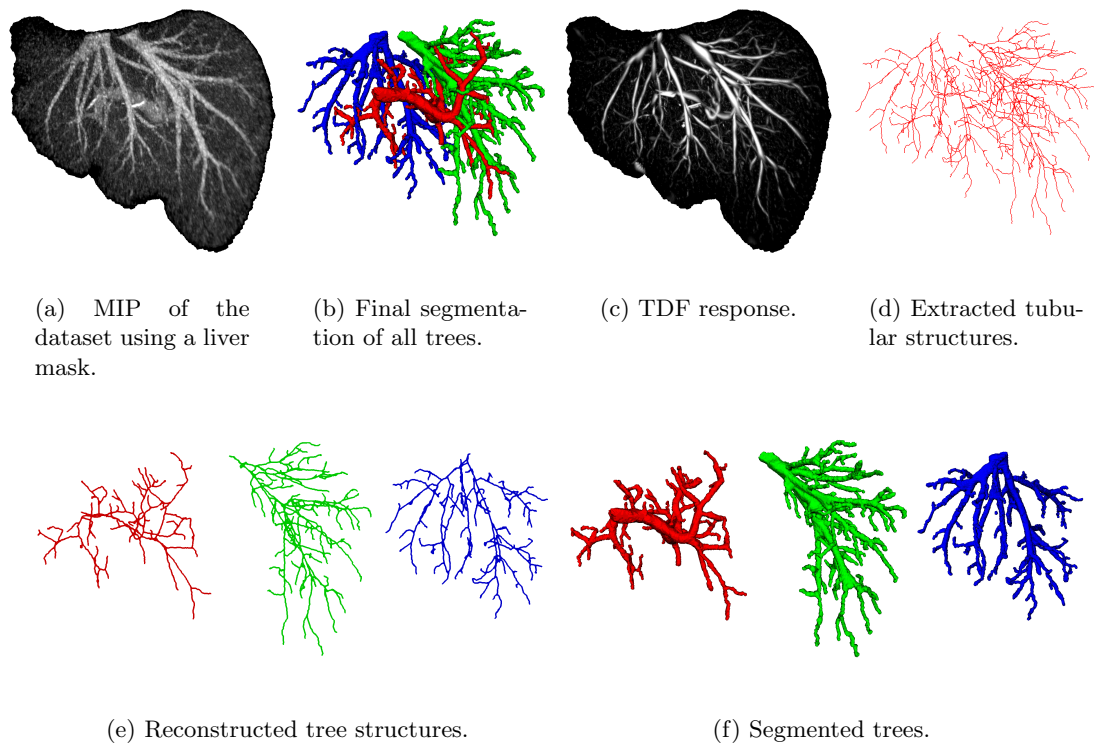 (a) MIP of the
dataset using a liver
mask.
(b) Final segmenta-
tion of all trees.
(c) TDF response.
(d) Extracted tubu-
lar structures.
(e) Reconstructed tree structures.
(f) Segmented trees.